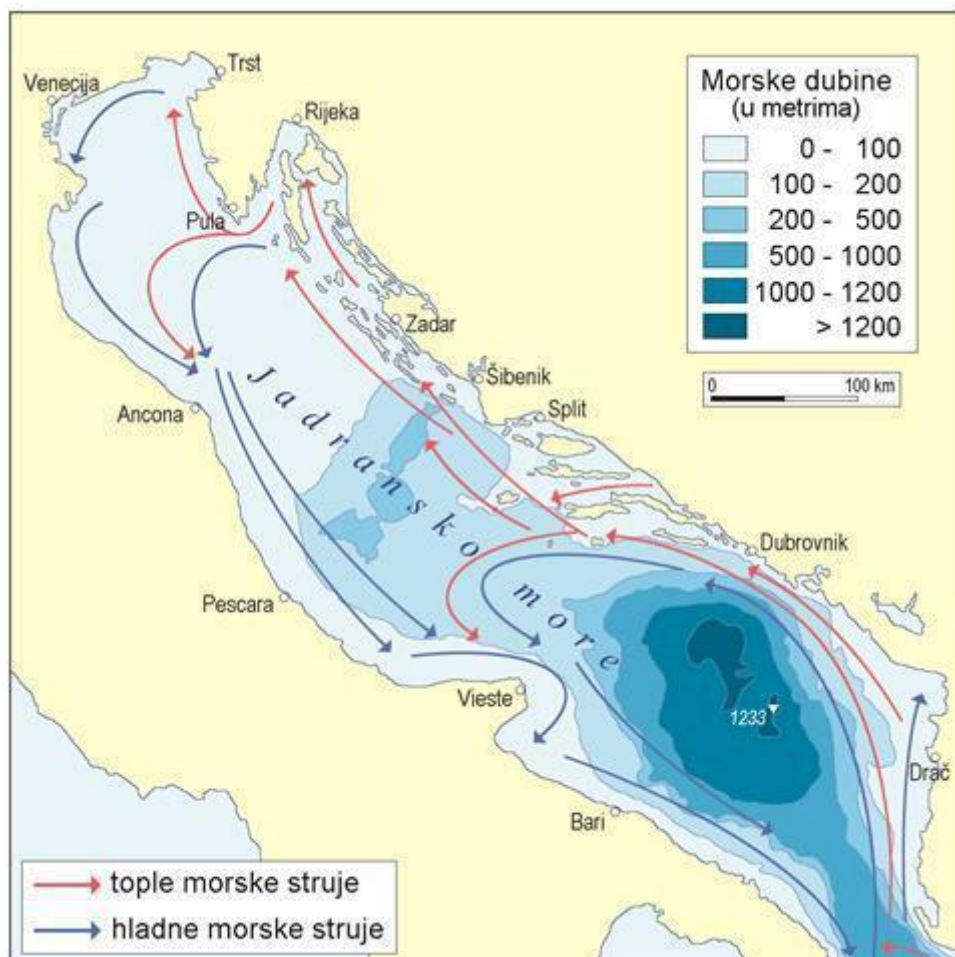 Trst
Venecija
Rijeka
Pula
Zadar
Šibenik
Split
Ancona
Jadransko more
Dubrovnik
Pescara
Vieste
1233
Drač
Bari
Morske dubine
(u metrima)
0 - 100
100 - 200
200 - 500
500 - 1000
1000 - 1200
> 1200
0 100 km
tople morske struje
hladne morske struje